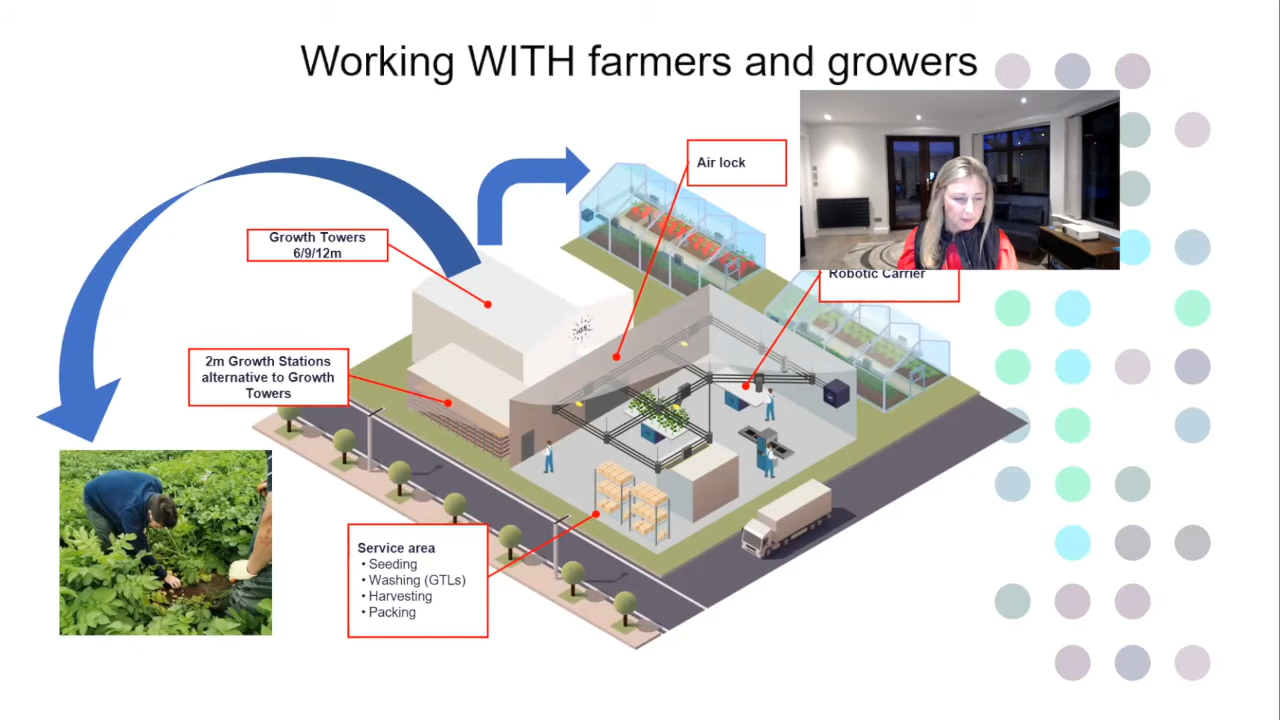 Working WITH farmers and growers
Air lock
Growth Towers
6/9/12m
Robotic Carrier
2m Growth Stations
alternative to Growth
Towers
Service area
• Seeding
• Washing (GTLs)
• Harvesting
• Packing